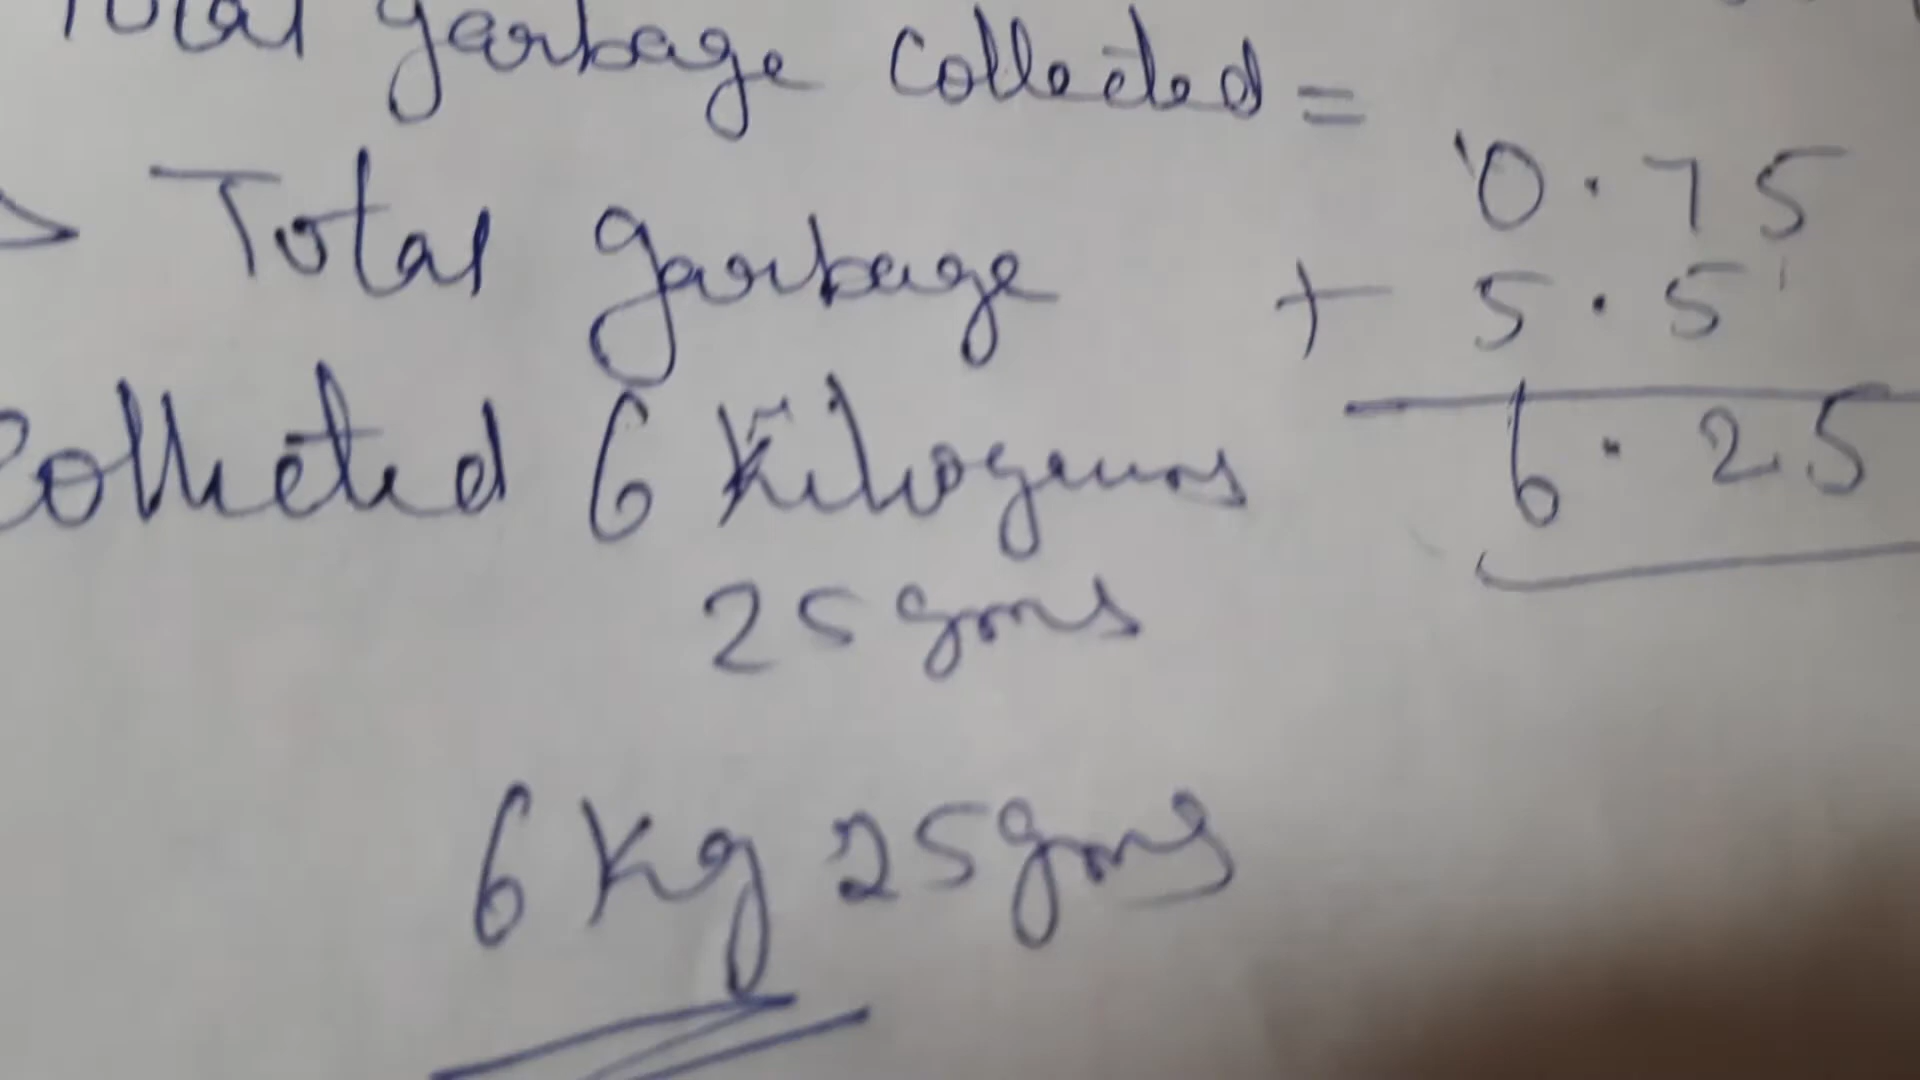 Total garbage collected =
0.75
Total garbage
+ 5.5
collected 6 Kilograms
6.25
25 gms
6 Kg 25 gms